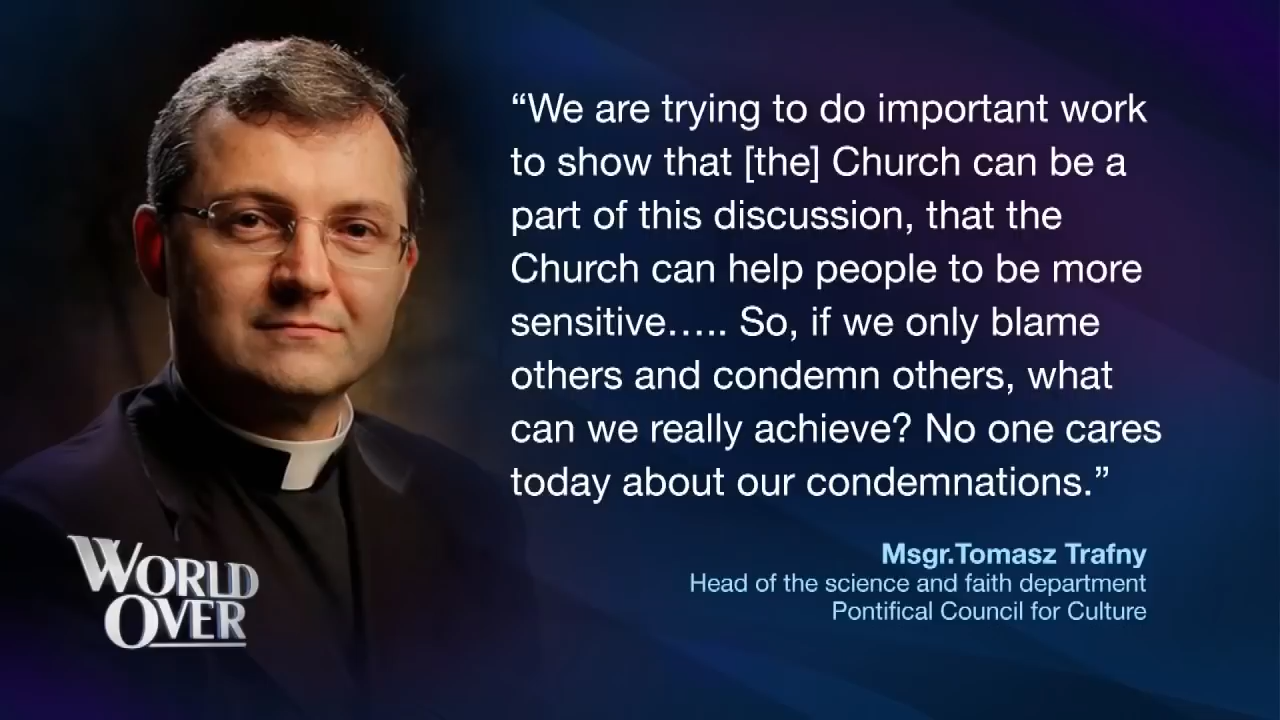 “We are trying to do important work
to show that [the] Church can be a
part of this discussion, that the
Church can help people to be more
sensitive….. So, if we only blame
others and condemn others, what
can we really achieve? No one cares
today about our condemnations.”
Msgr.Tomasz Trafny
Head of the science and faith department
Pontifical Council for Culture
WORLD
OVER